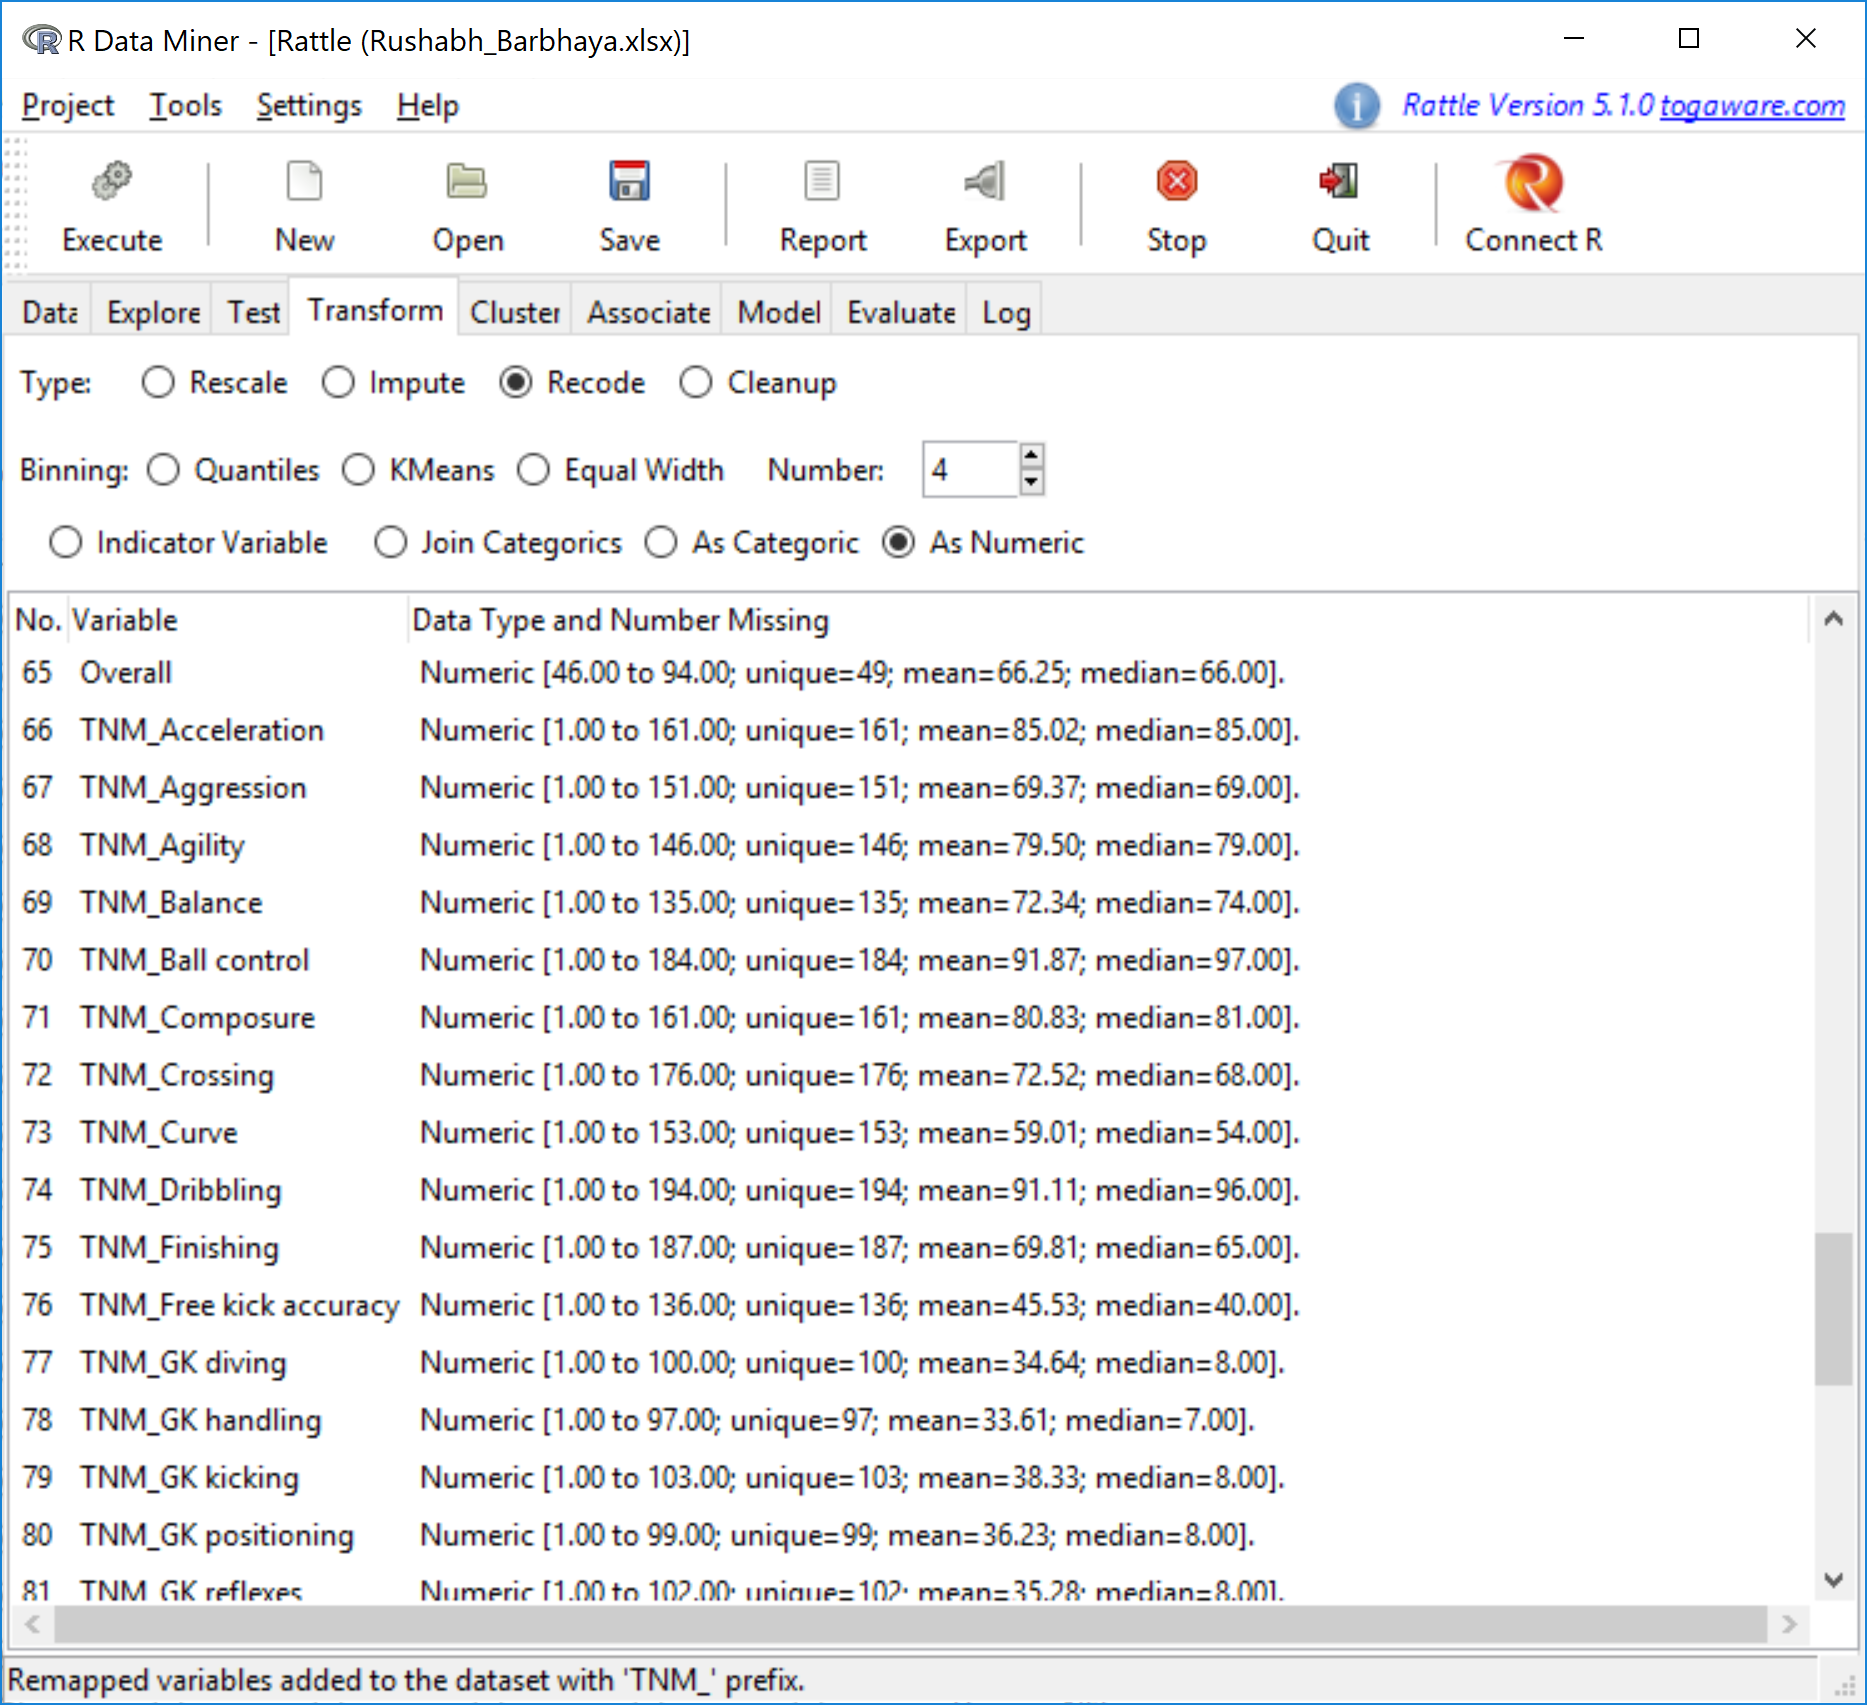 R Data Miner - [Rattle (Rushabh_Barbhaya.xlsx)]
Project Tools Settings Help Rattle Version 5.1.0 togaware.com
Execute New Open Save Report Export Stop Quit Connect R
Data Explore Test Transform Cluster Associate Model Evaluate Log
Type: Rescale Impute Recode Cleanup
Binning: Quantiles KMeans Equal Width Number: 4
Indicator Variable Join Categorics As Categoric As Numeric
No. Variable Data Type and Number Missing
65 Overall Numeric [46.00 to 94.00; unique=49; mean=66.25; median=66.00].
66 TNM_Acceleration Numeric [1.00 to 161.00; unique=161; mean=85.02; median=85.00].
67 TNM_Aggression Numeric [1.00 to 151.00; unique=151; mean=69.37; median=69.00].
68 TNM_Agility Numeric [1.00 to 146.00; unique=146; mean=79.50; median=79.00].
69 TNM_Balance Numeric [1.00 to 135.00; unique=135; mean=72.34; median=74.00].
70 TNM_Ball control Numeric [1.00 to 184.00; unique=184; mean=91.87; median=97.00].
71 TNM_Composure Numeric [1.00 to 161.00; unique=161; mean=80.83; median=81.00].
72 TNM_Crossing Numeric [1.00 to 176.00; unique=176; mean=72.52; median=68.00].
73 TNM_Curve Numeric [1.00 to 153.00; unique=153; mean=59.01; median=54.00].
74 TNM_Dribbling Numeric [1.00 to 194.00; unique=194; mean=91.11; median=96.00].
75 TNM_Finishing Numeric [1.00 to 187.00; unique=187; mean=69.81; median=65.00].
76 TNM_Free kick accuracy Numeric [1.00 to 136.00; unique=136; mean=45.53; median=40.00].
77 TNM_GK diving Numeric [1.00 to 100.00; unique=100; mean=34.64; median=8.00].
78 TNM_GK handling Numeric [1.00 to 97.00; unique=97; mean=33.61; median=7.00].
79 TNM_GK kicking Numeric [1.00 to 103.00; unique=103; mean=38.33; median=8.00].
80 TNM_GK positioning Numeric [1.00 to 99.00; unique=99; mean=36.23; median=8.00].
81 TNM_GK reflexes Numeric [1.00 to 102.00; unique=102; mean=35.28; median=8.00].
Remapped variables added to the dataset with 'TNM_' prefix.